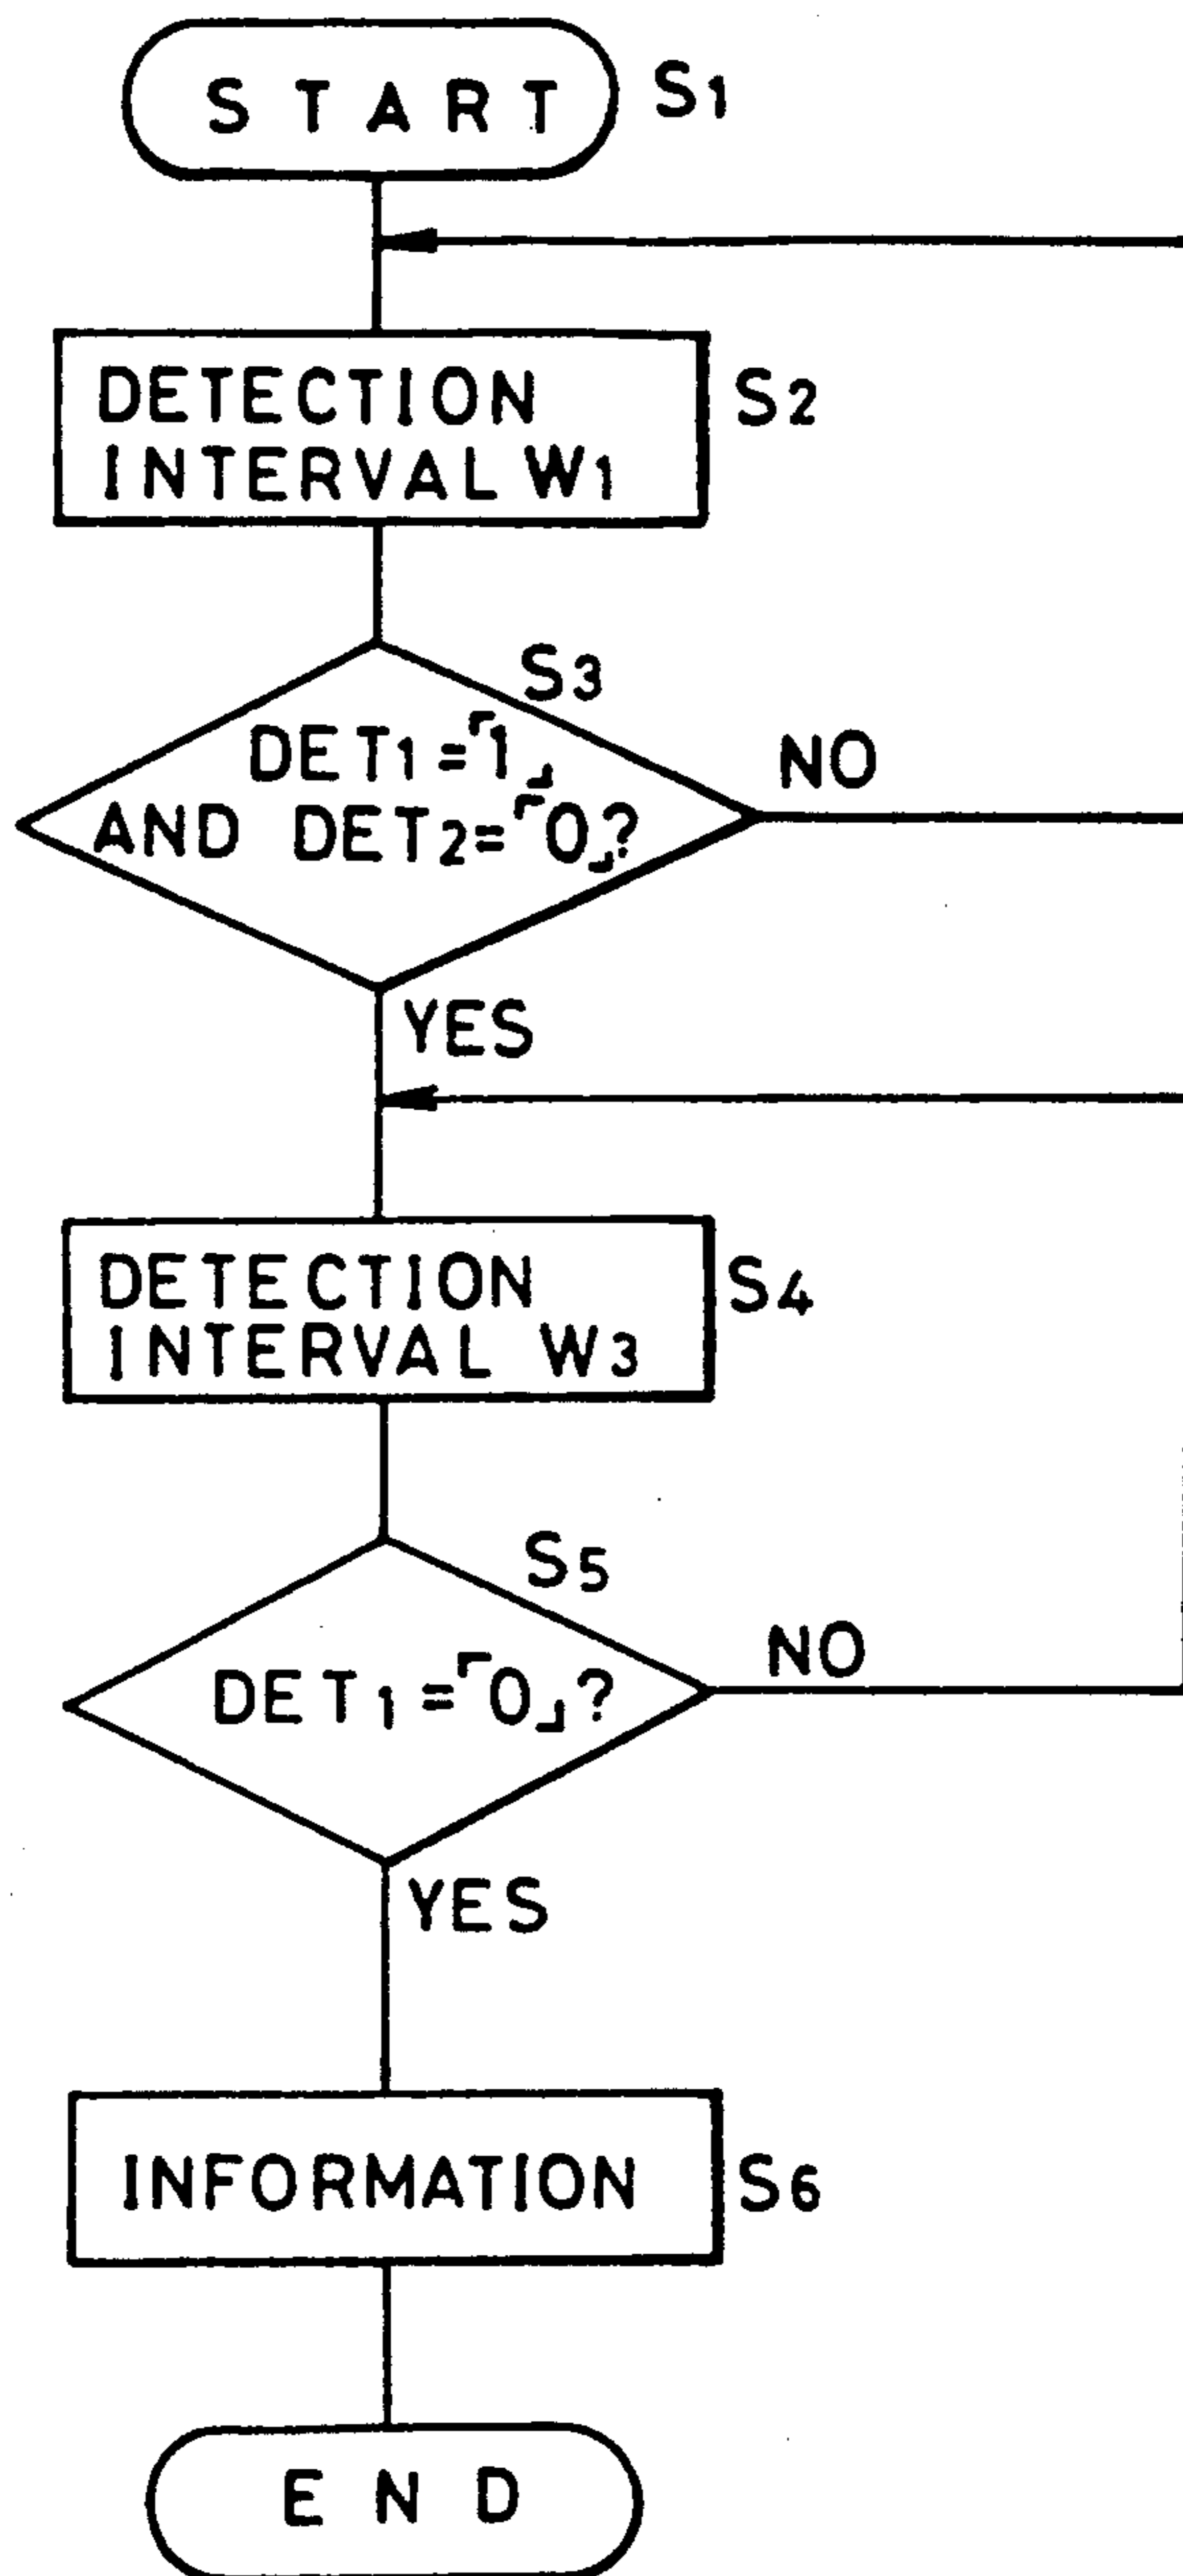 START S1
DETECTION S2
INTERVAL W1
S3
DET1=「1」 NO
AND DET2=「0」?
YES
DETECTION S4
INTERVAL W3
S5
NO
DET1=「0」?
YES
INFORMATION S6
END